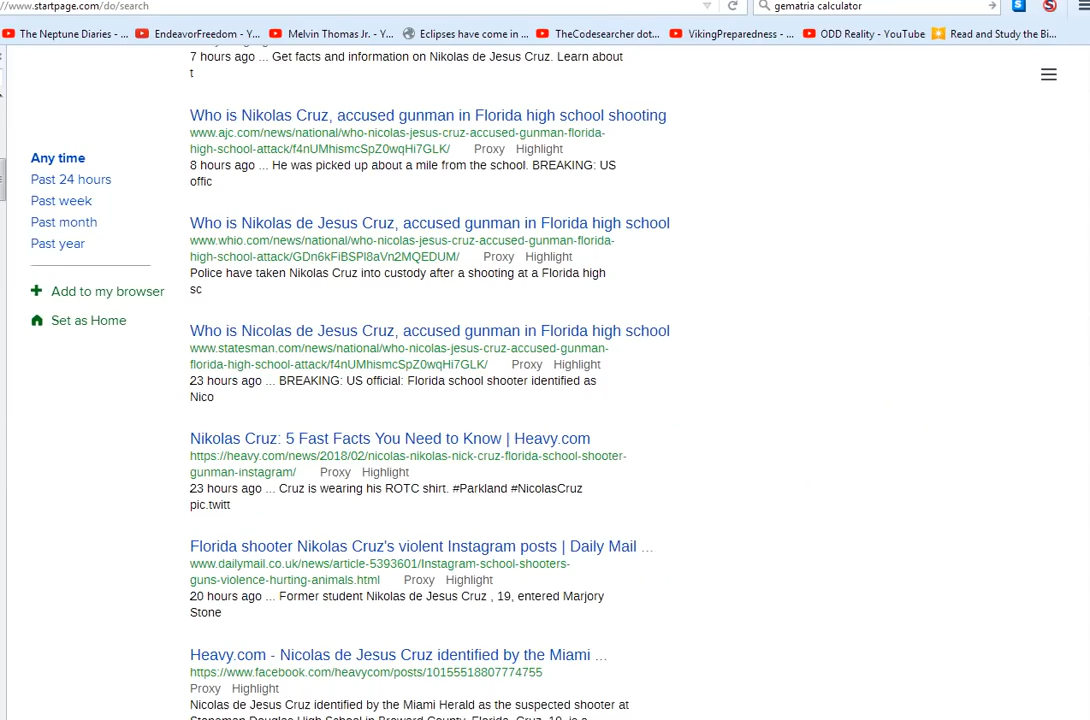 //www.startpage.com/do/search
gematria calculator
The Neptune Diaries - ...
EndeavorFreedom - Y...
Melvin Thomas Jr. - Y...
Eclipses have come in ...
TheCodesearcher dot...
VikingPreparedness - ...
ODD Reality - YouTube
Read and Study the Bi...
7 hours ago ... Get facts and information on Nikolas de Jesus Cruz. Learn about
t
Who is Nikolas Cruz, accused gunman in Florida high school shooting
www.ajc.com/news/national/who-nicolas-jesus-cruz-accused-gunman-florida-
high-school-attack/f4nUMhismcSpZ0wqHi7GLK/ Proxy Highlight
8 hours ago ... He was picked up about a mile from the school. BREAKING: US
offic
Any time
Past 24 hours
Past week
Past month
Past year
Add to my browser
Set as Home
Who is Nikolas de Jesus Cruz, accused gunman in Florida high school
www.whio.com/news/national/who-nicolas-jesus-cruz-accused-gunman-florida-
high-school-attack/GDn6kFiBSPl8aVn2MQEDUM/ Proxy Highlight
Police have taken Nikolas Cruz into custody after a shooting at a Florida high
sc
Who is Nicolas de Jesus Cruz, accused gunman in Florida high school
www.statesman.com/news/national/who-nicolas-jesus-cruz-accused-gunman-
florida-high-school-attack/f4nUMhismcSpZ0wqHi7GLK/ Proxy Highlight
23 hours ago ... BREAKING: US official: Florida school shooter identified as
Nico
Nikolas Cruz: 5 Fast Facts You Need to Know | Heavy.com
https://heavy.com/news/2018/02/nicolas-nikolas-nick-cruz-florida-school-shooter-
gunman-instagram/ Proxy Highlight
23 hours ago ... Cruz is wearing his ROTC shirt. #Parkland #NicolasCruz
pic.twitt
Florida shooter Nikolas Cruz's violent Instagram posts | Daily Mail ...
www.dailymail.co.uk/news/article-5393601/Instagram-school-shooters-
guns-violence-hurting-animals.html Proxy Highlight
20 hours ago ... Former student Nikolas de Jesus Cruz , 19, entered Marjory
Stone
Heavy.com - Nicolas de Jesus Cruz identified by the Miami ...
https://www.facebook.com/heavycom/posts/10155518807774755
Proxy Highlight
Nicolas de Jesus Cruz identified by the Miami Herald as the suspected shooter at
Stoneman Douglas High School in Broward County, Florida. Cruz, 19, is a